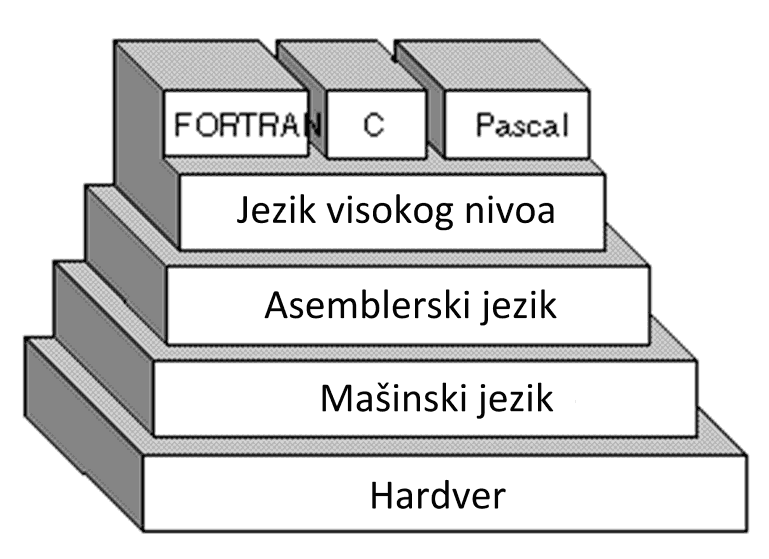 FORTRAN C Pascal
Jezik visokog nivoa
Asemblerski jezik
Mašinski jezik
Hardver